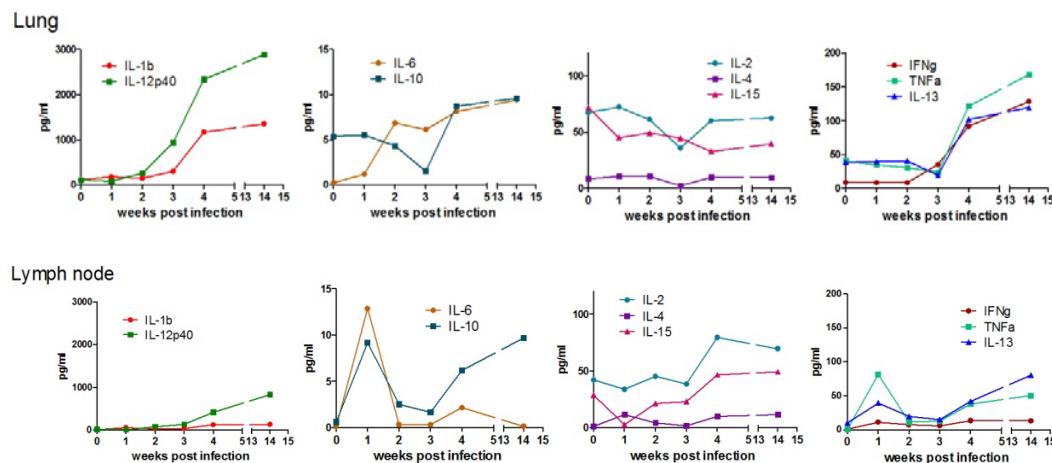 Lung
3000
2000
1000
0
pg/ml
IL-1b
IL-12p40
0 1 2 3 4 5 13 14 15
weeks post infection
15
10
5
0
pg/ml
IL-6
IL-10
0 1 2 3 4 5 13 14 15
weeks post infection
100
50
0
pg/ml
IL-2
IL-4
IL-15
0 1 2 3 4 5 13 14 15
weeks post infection
200
150
100
50
0
pg/ml
IFNg
TNFa
IL-13
0 1 2 3 4 5 13 14 15
weeks post infection
Lymph node
3000
2000
1000
0
pg/ml
IL-1b
IL-12p40
0 1 2 3 4 5 13 14 15
weeks post infection
15
10
5
0
pg/ml
IL-6
IL-10
0 1 2 3 4 5 13 14 15
weeks post infection
100
50
0
pg/ml
IL-2
IL-4
IL-15
0 1 2 3 4 5 13 14 15
weeks post infection
200
150
100
50
0
pg/ml
IFNg
TNFa
IL-13
0 1 2 3 4 5 13 14 15
weeks post infection